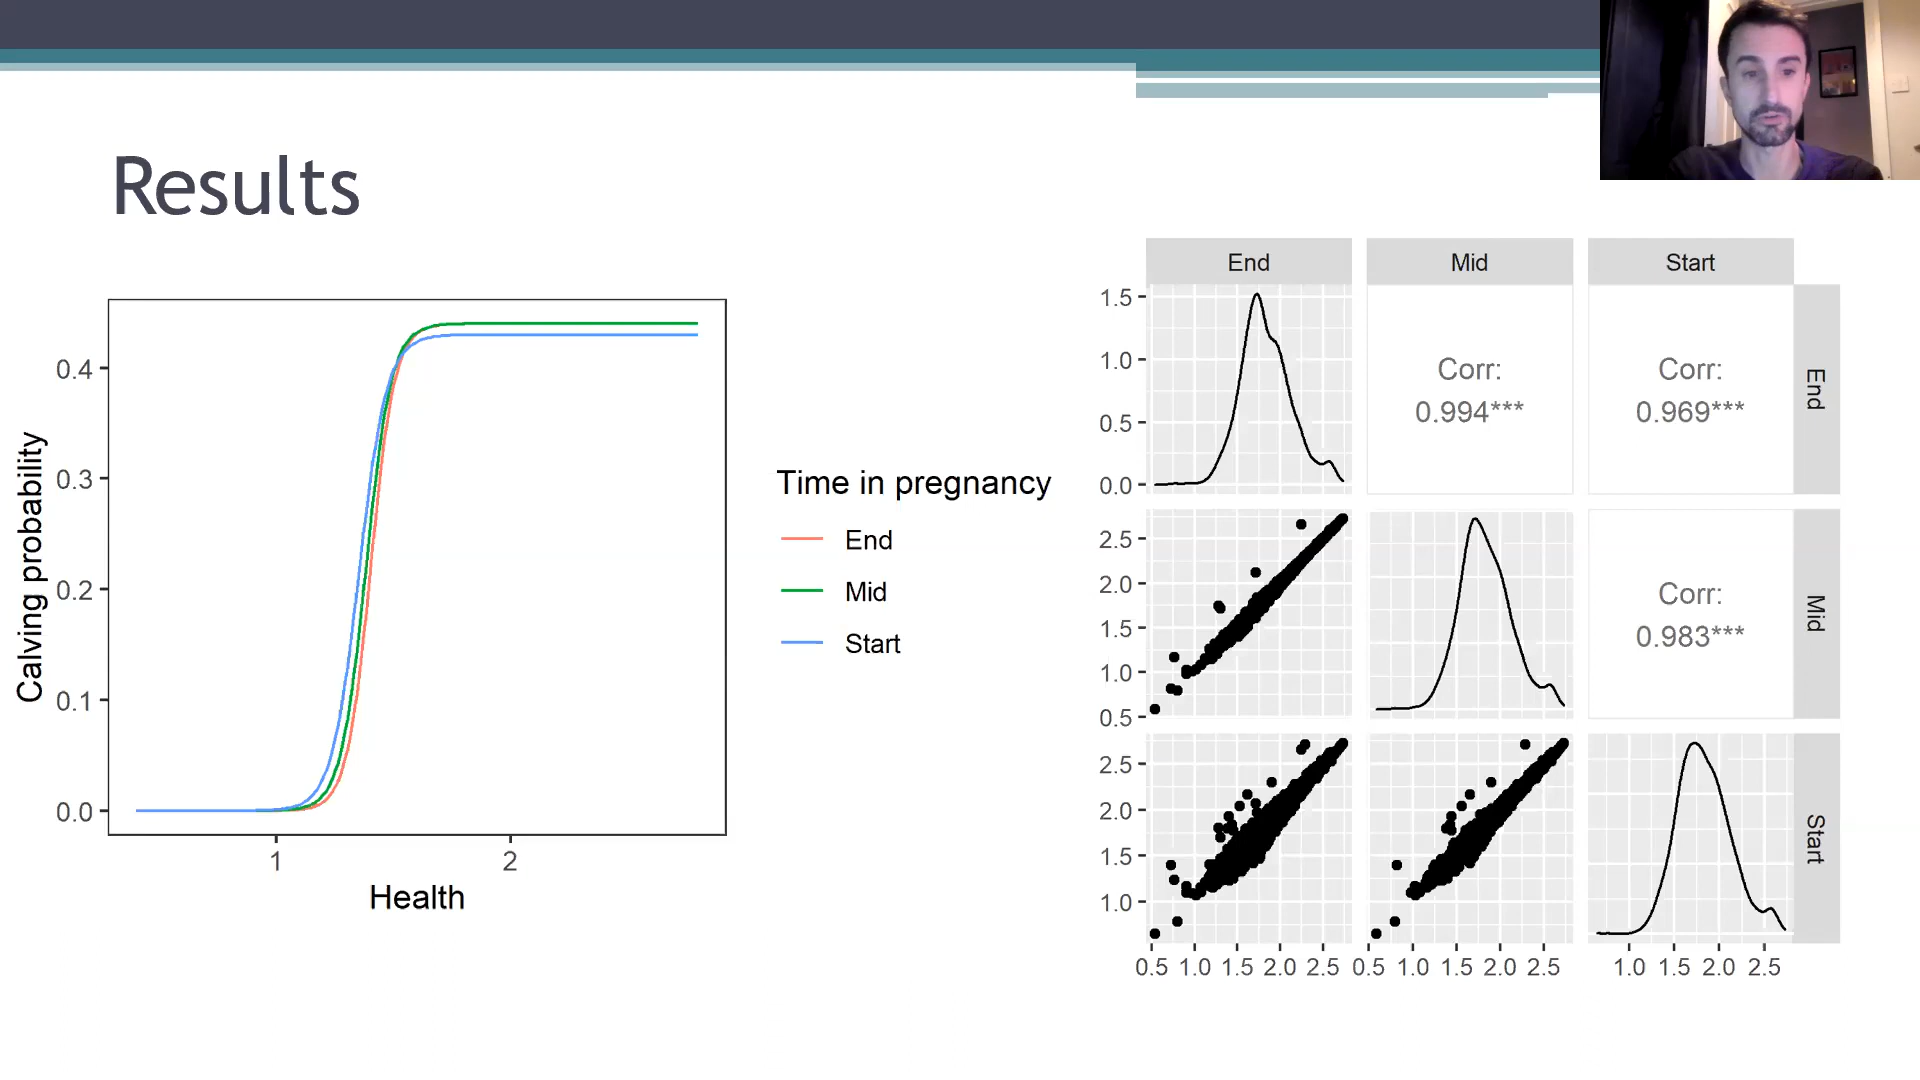 Results
0.4
0.3
0.2
0.1
0.0
Calving probability
1 2
Health
Time in pregnancy
End
Mid
Start
End Mid Start
1.5
1.0
0.5
0.0
Corr:
0.994***
Corr:
0.969***
End
2.5
2.0
1.5
1.0
0.5
Corr:
0.983***
Mid
2.5
2.0
1.5
1.0
Start
0.5 1.0 1.5 2.0 2.5 0.5 1.0 1.5 2.0 2.5 1.0 1.5 2.0 2.5